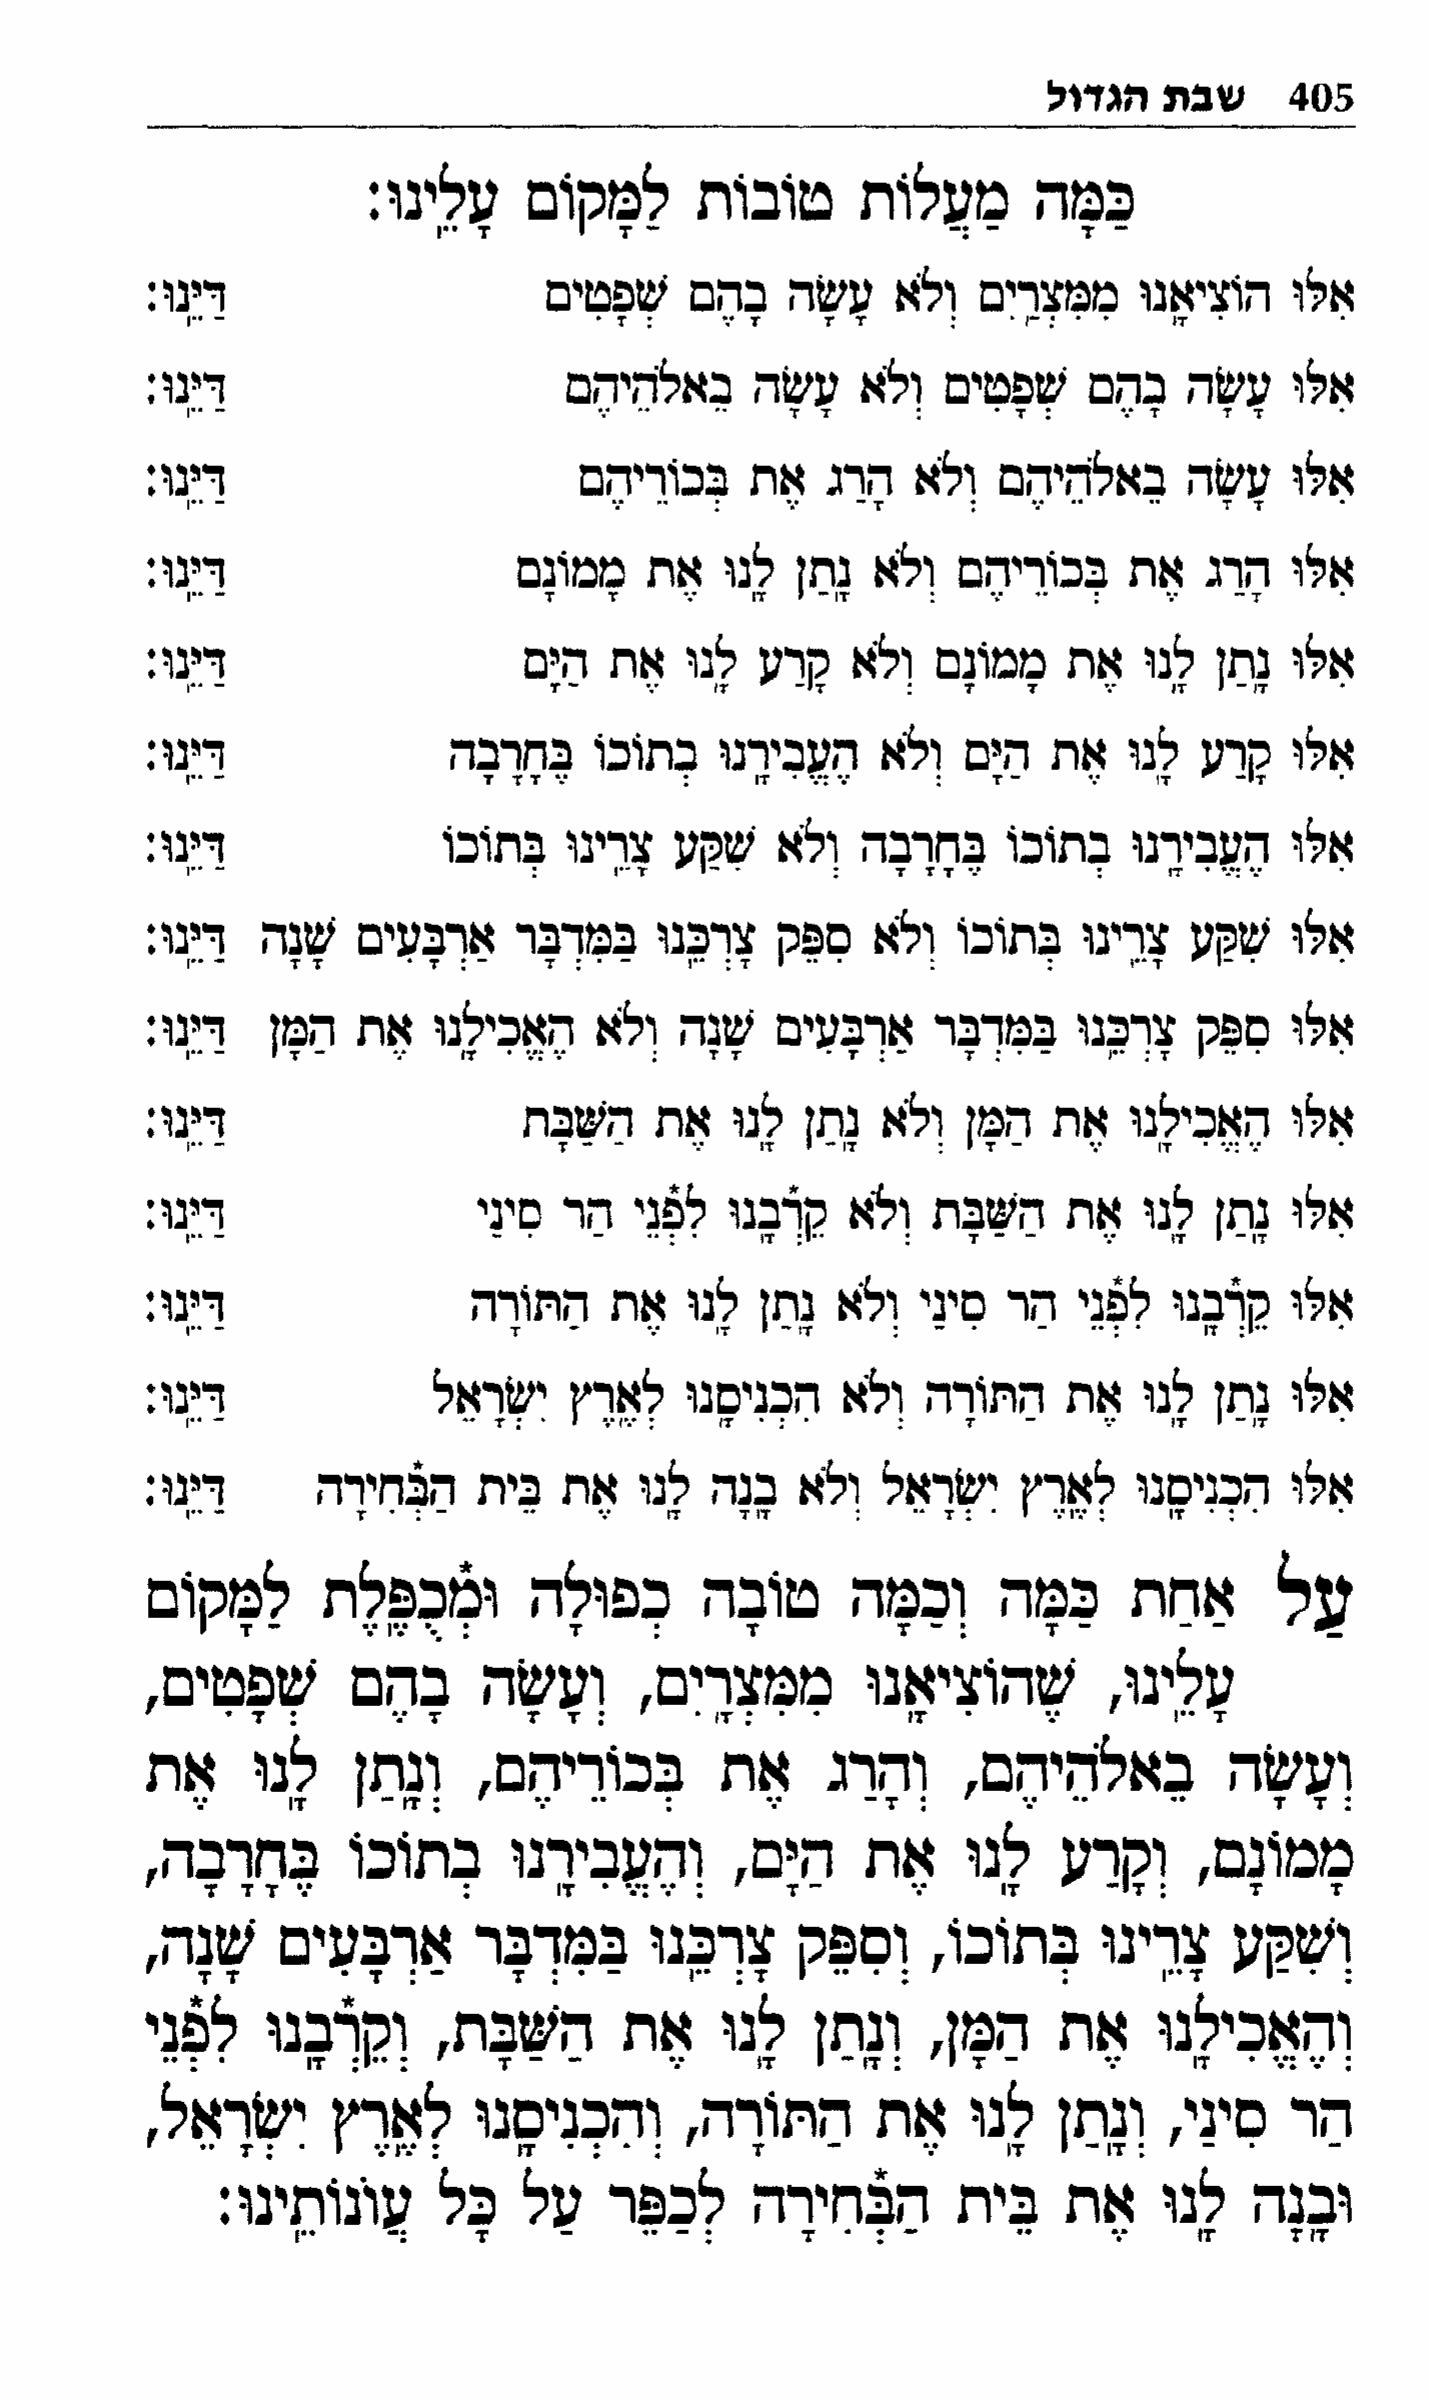 405 שבת הגדול
כַּמָּה מַעֲלוֹת טוֹבוֹת לַמָּקוֹם עָלֵינוּ:
אִלּוּ הוֹצִיאָנוּ מִמִּצְרַיִם וְלֹא עָשָׂה בָהֶם שְׁפָטִים דַּיֵּנוּ:
אִלּוּ עָשָׂה בָהֶם שְׁפָטִים וְלֹא עָשָׂה בֵאלֹהֵיהֶם דַּיֵּנוּ:
אִלּוּ עָשָׂה בֵאלֹהֵיהֶם וְלֹא הָרַג אֶת בְּכוֹרֵיהֶם דַּיֵּנוּ:
אִלּוּ הָרַג אֶת בְּכוֹרֵיהֶם וְלֹא נָתַן לָנוּ אֶת מָמוֹנָם דַּיֵּנוּ:
אִלּוּ נָתַן לָנוּ אֶת מָמוֹנָם וְלֹא קָרַע לָנוּ אֶת הַיָּם דַּיֵּנוּ:
אִלּוּ קָרַע לָנוּ אֶת הַיָּם וְלֹא הֶעֱבִירָנוּ בְתוֹכוֹ בֶּחָרָבָה דַּיֵּנוּ:
אִלּוּ הֶעֱבִירָנוּ בְתוֹכוֹ בֶּחָרָבָה וְלֹא שִׁקַּע צָרֵינוּ בְּתוֹכוֹ דַּיֵּנוּ:
אִלּוּ שִׁקַּע צָרֵינוּ בְּתוֹכוֹ וְלֹא סִפֵּק צָרְכֵּנוּ בַּמִּדְבָּר אַרְבָּעִים שָׁנָה דַּיֵּנוּ:
אִלּוּ סִפֵּק צָרְכֵּנוּ בַּמִּדְבָּר אַרְבָּעִים שָׁנָה וְלֹא הֶאֱכִילָנוּ אֶת הַמָּן דַּיֵּנוּ:
אִלּוּ הֶאֱכִילָנוּ אֶת הַמָּן וְלֹא נָתַן לָנוּ אֶת הַשַּׁבָּת דַּיֵּנוּ:
אִלּוּ נָתַן לָנוּ אֶת הַשַּׁבָּת וְלֹא קֵרְ*בָנוּ לִפְ*נֵי הַר סִינַי דַּיֵּנוּ:
אִלּוּ קֵרְ*בָנוּ לִפְ*נֵי הַר סִינַי וְלֹא נָתַן לָנוּ אֶת הַתּוֹרָה דַּיֵּנוּ:
אִלּוּ נָתַן לָנוּ אֶת הַתּוֹרָה וְלֹא הִכְנִיסָנוּ לְאֶרֶץ יִשְׂרָאֵל דַּיֵּנוּ:
אִלּוּ הִכְנִיסָנוּ לְאֶרֶץ יִשְׂרָאֵל וְלֹא בָנָה לָנוּ אֶת בֵּית הַבְּ*חִירָה דַּיֵּנוּ:
עַל אַחַת כַּמָּה וְכַמָּה טוֹבָה כְפוּלָה וּמְ*כֻפֶּלֶת לַמָּקוֹם
עָלֵינוּ, שֶׁהוֹצִיאָנוּ מִמִּצְרַיִם, וְעָשָׂה בָהֶם שְׁפָטִים,
וְעָשָׂה בֵאלֹהֵיהֶם, וְהָרַג אֶת בְּכוֹרֵיהֶם, וְנָתַן לָנוּ אֶת
מָמוֹנָם, וְקָרַע לָנוּ אֶת הַיָּם, וְהֶעֱבִירָנוּ בְתוֹכוֹ בֶּחָרָבָה,
וְשִׁקַּע צָרֵינוּ בְּתוֹכוֹ, וְסִפֵּק צָרְכֵּנוּ בַּמִּדְבָּר אַרְבָּעִים שָׁנָה,
וְהֶאֱכִילָנוּ אֶת הַמָּן, וְנָתַן לָנוּ אֶת הַשַּׁבָּת, וְקֵרְ*בָנוּ לִפְ*נֵי
הַר סִינַי, וְנָתַן לָנוּ אֶת הַתּוֹרָה, וְהִכְנִיסָנוּ לְאֶרֶץ יִשְׂרָאֵל,
וּבָנָה לָנוּ אֶת בֵּית הַבְּ*חִירָה לְכַפֵּר עַל כָּל עֲוֹנוֹתֵינוּ: